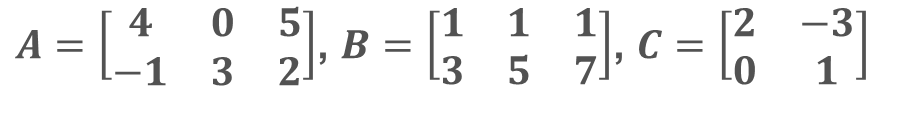 A = [4 0 5
-1 3 2], B = [1 1 1
3 5 7], C = [2 -3
0 1]